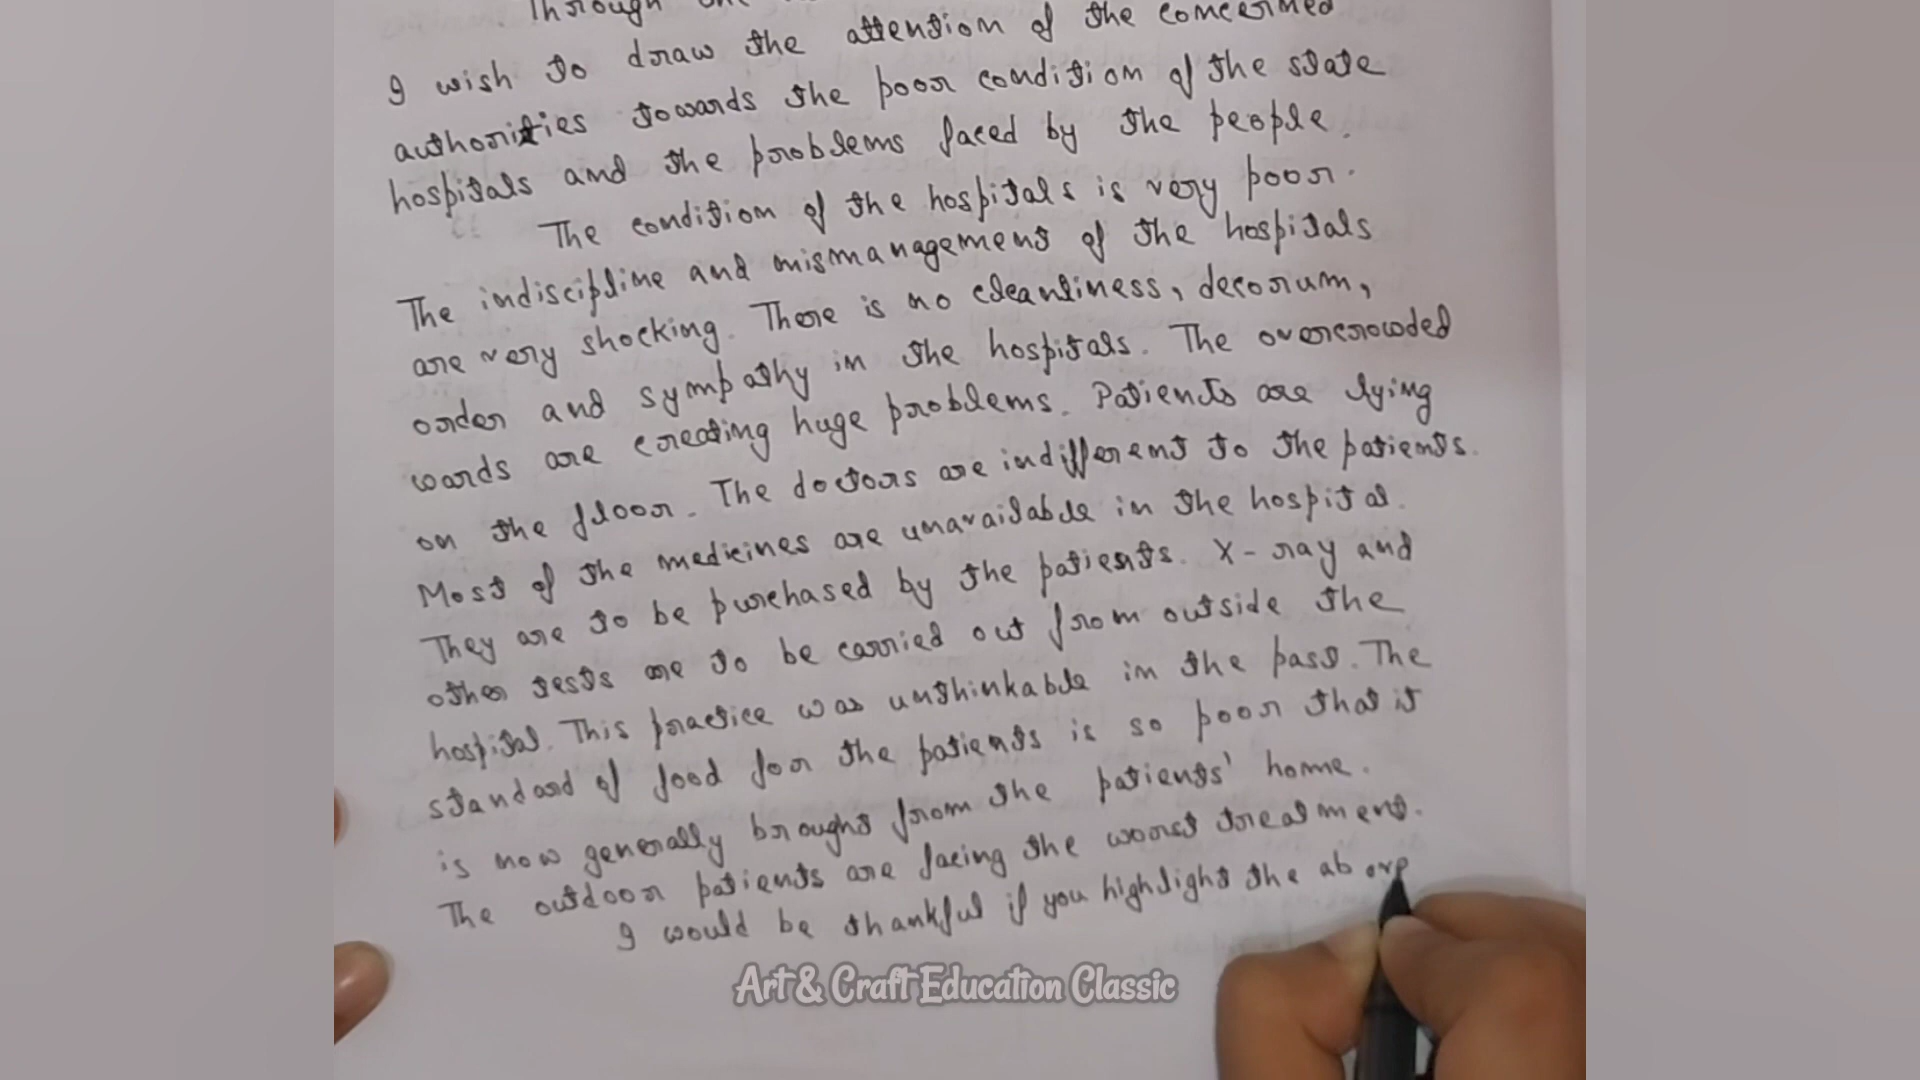 Through
I wish to draw the attention of the concerned
authorities towards the poor condition of the state
hospitals and the problems faced by the people.
The condition of the hospitals is very poor.
The indiscipline and mismanagement of the hospitals
are very shocking. There is no cleanliness, decorum,
order and sympathy in the hospitals. The overcrowded
wards are creating huge problems. Patients are lying
on the floor. The doctors are indifferent to the patients.
Most of the medicines are unavailable in the hospital.
They are to be purchased by the patients. X-ray and
other tests are to be carried out from outside the
hospital. This practice was unthinkable in the past. The
standard of food for the patients is so poor that it
is now generally brought from the patients' home.
The outdoor patients are facing the worst treatment.
I would be thankful if you highlight the above
Art & Craft Education Classic